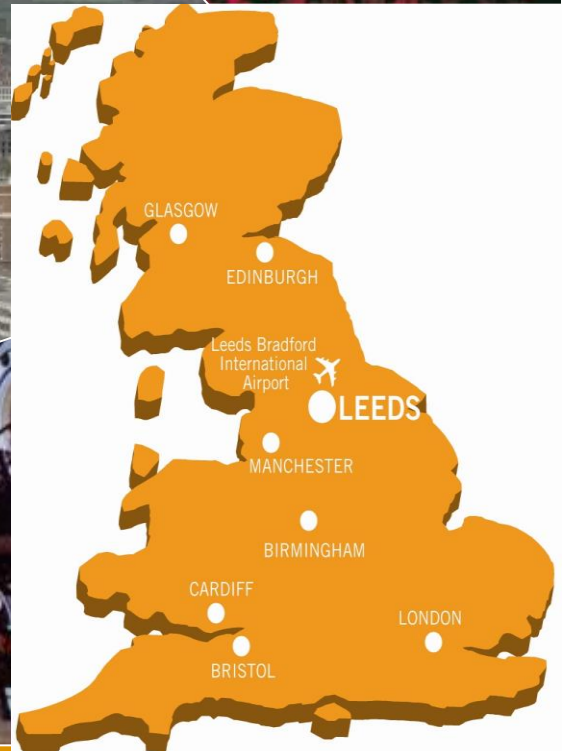 GLASGOW
EDINBURGH
Leeds Bradford
International
Airport
LEEDS
MANCHESTER
BIRMINGHAM
CARDIFF
LONDON
BRISTOL